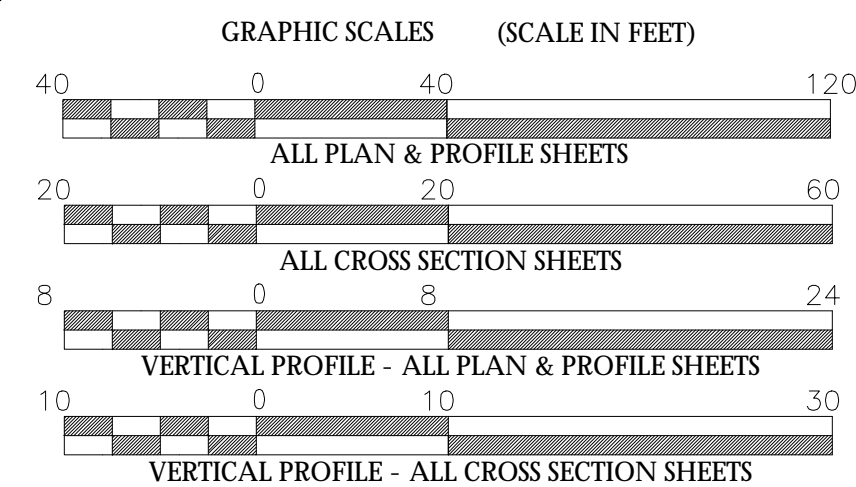 GRAPHIC SCALES (SCALE IN FEET)
40 0 40 120
ALL PLAN & PROFILE SHEETS
20 0 20 60
ALL CROSS SECTION SHEETS
8 0 8 24
VERTICAL PROFILE - ALL PLAN & PROFILE SHEETS
10 0 10 30
VERTICAL PROFILE - ALL CROSS SECTION SHEETS